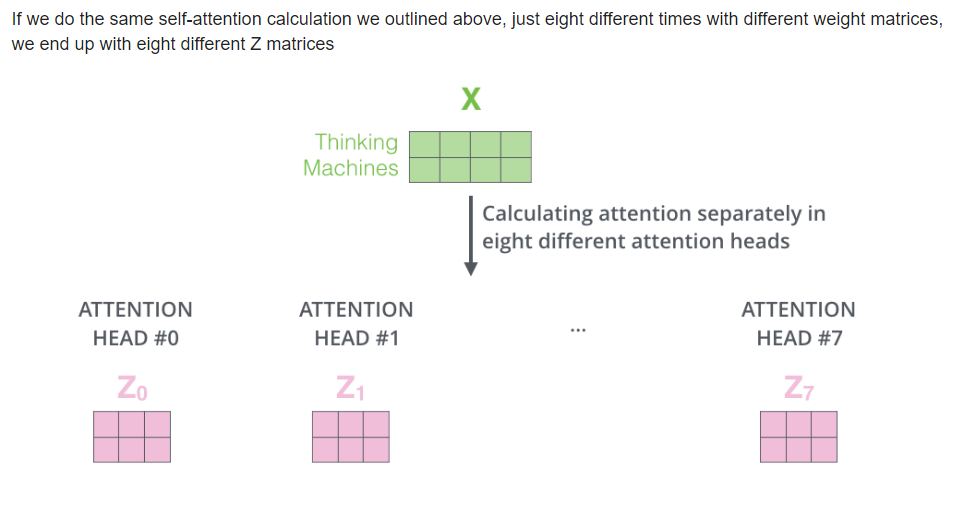 If we do the same self-attention calculation we outlined above, just eight different times with different weight matrices,
we end up with eight different Z matrices
X
Thinking
Machines
Calculating attention separately in
eight different attention heads
ATTENTION
HEAD #0
ATTENTION
HEAD #1
...
ATTENTION
HEAD #7
Z0
Z1
Z7